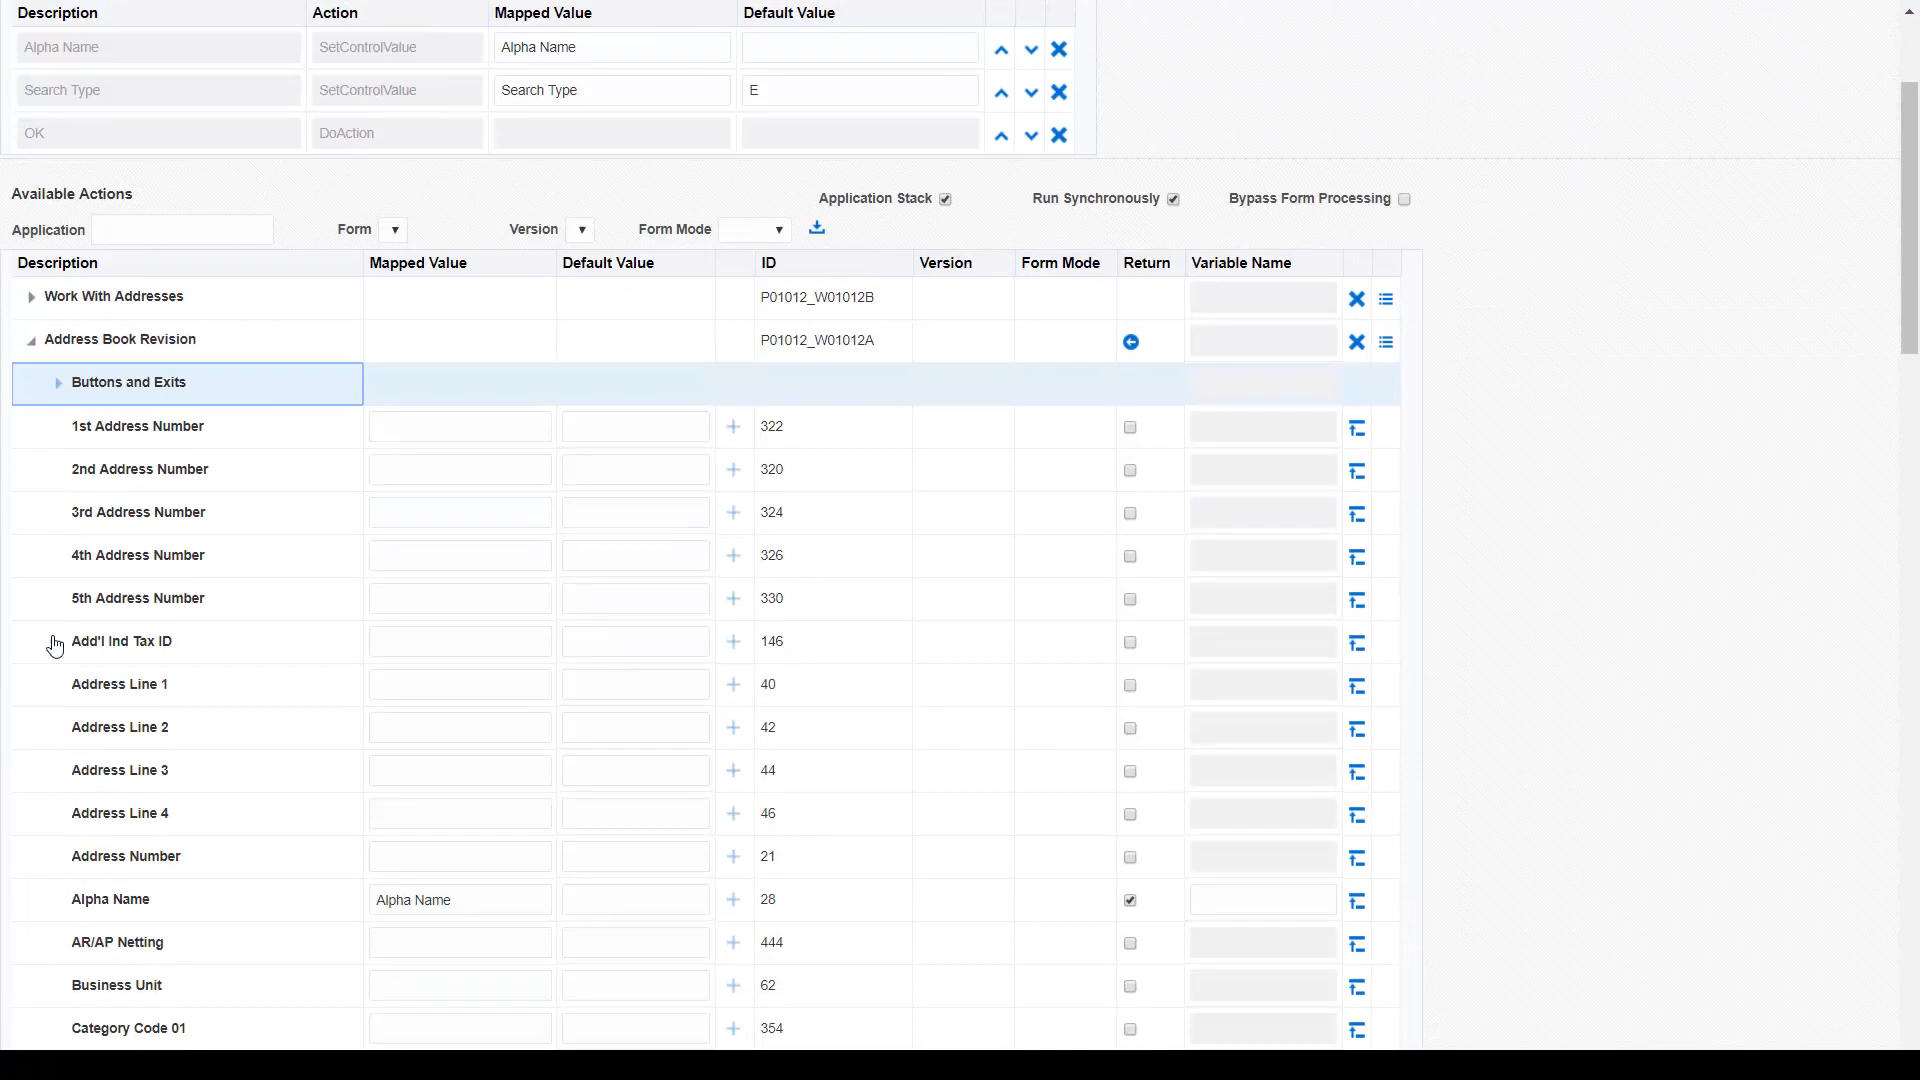 Description Action Mapped Value Default Value
Alpha Name SetControlValue Alpha Name
Search Type SetControlValue Search Type E
OK DoAction
Available Actions Application Stack Run Synchronously Bypass Form Processing
Application Form Version Form Mode
Description Mapped Value Default Value ID Version Form Mode Return Variable Name
Work With Addresses P01012_W01012B
Address Book Revision P01012_W01012A
Buttons and Exits
1st Address Number 322
2nd Address Number 320
3rd Address Number 324
4th Address Number 326
5th Address Number 330
Add'l Ind Tax ID 146
Address Line 1 40
Address Line 2 42
Address Line 3 44
Address Line 4 46
Address Number 21
Alpha Name Alpha Name 28
AR/AP Netting 444
Business Unit 62
Category Code 01 354